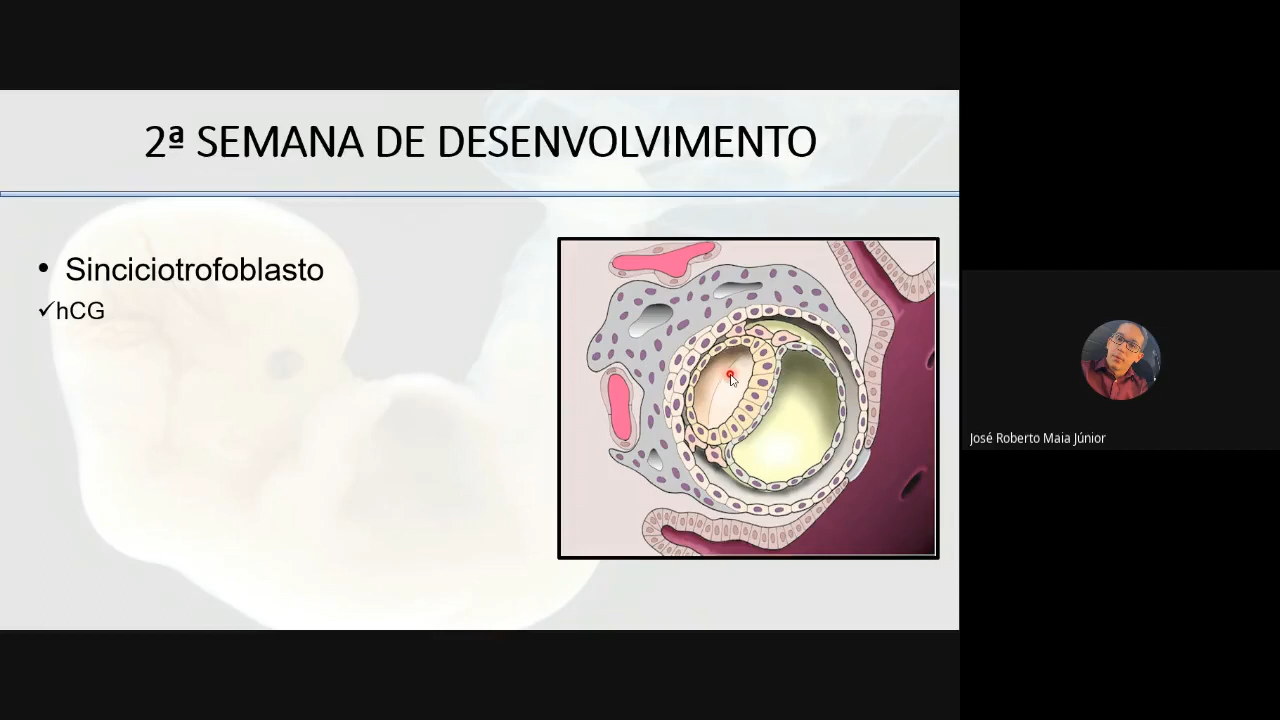 2ª SEMANA DE DESENVOLVIMENTO
• Sinciciotrofoblasto
✓hCG
José Roberto Maia Júnior